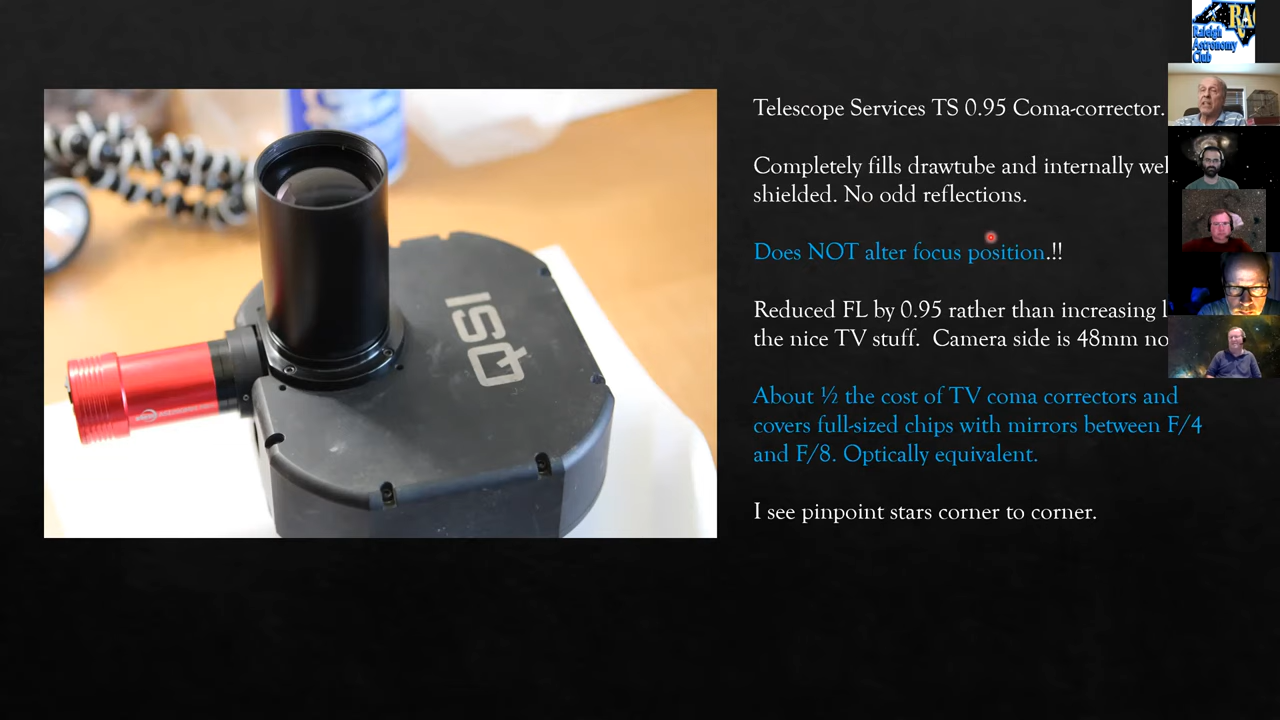 Telescope Services TS 0.95 Coma-corrector.
Completely fills drawtube and internally
shielded. No odd reflections.
Does NOT alter focus position.!!
Reduced FL by 0.95 rather than increasing
the nice TV stuff. Camera side is 48mm
About ½ the cost of TV coma correctors and
covers full-sized chips with mirrors between F/4
and F/8. Optically equivalent.
I see pinpoint stars corner to corner.
QSI
Raleigh
Astronomy
Club